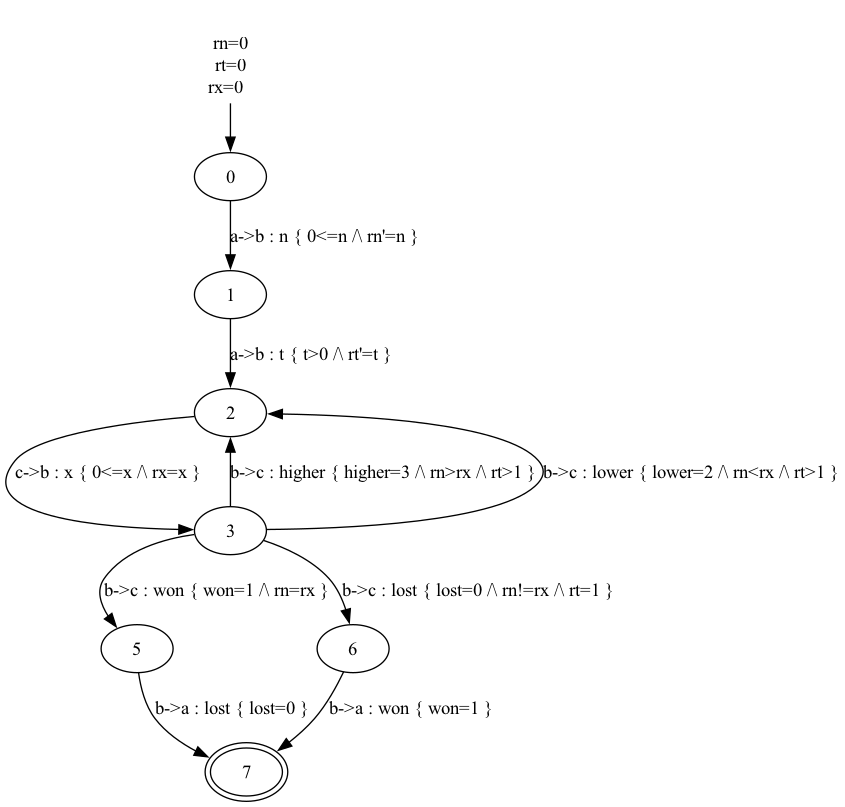 rn=0
rt=0
rx=0
0
a->b : n { 0<=n /\ rn'=n }
1
a->b : t { t>0 /\ rt'=t }
2
c->b : x { 0<=x /\ rx=x }
b->c : higher { higher=3 /\ rn>rx /\ rt>1 }
b->c : lower { lower=2 /\ rn<rx /\ rt>1 }
3
b->c : won { won=1 /\ rn=rx }
b->c : lost { lost=0 /\ rn!=rx /\ rt=1 }
5
6
b->a : lost { lost=0 }
b->a : won { won=1 }
7